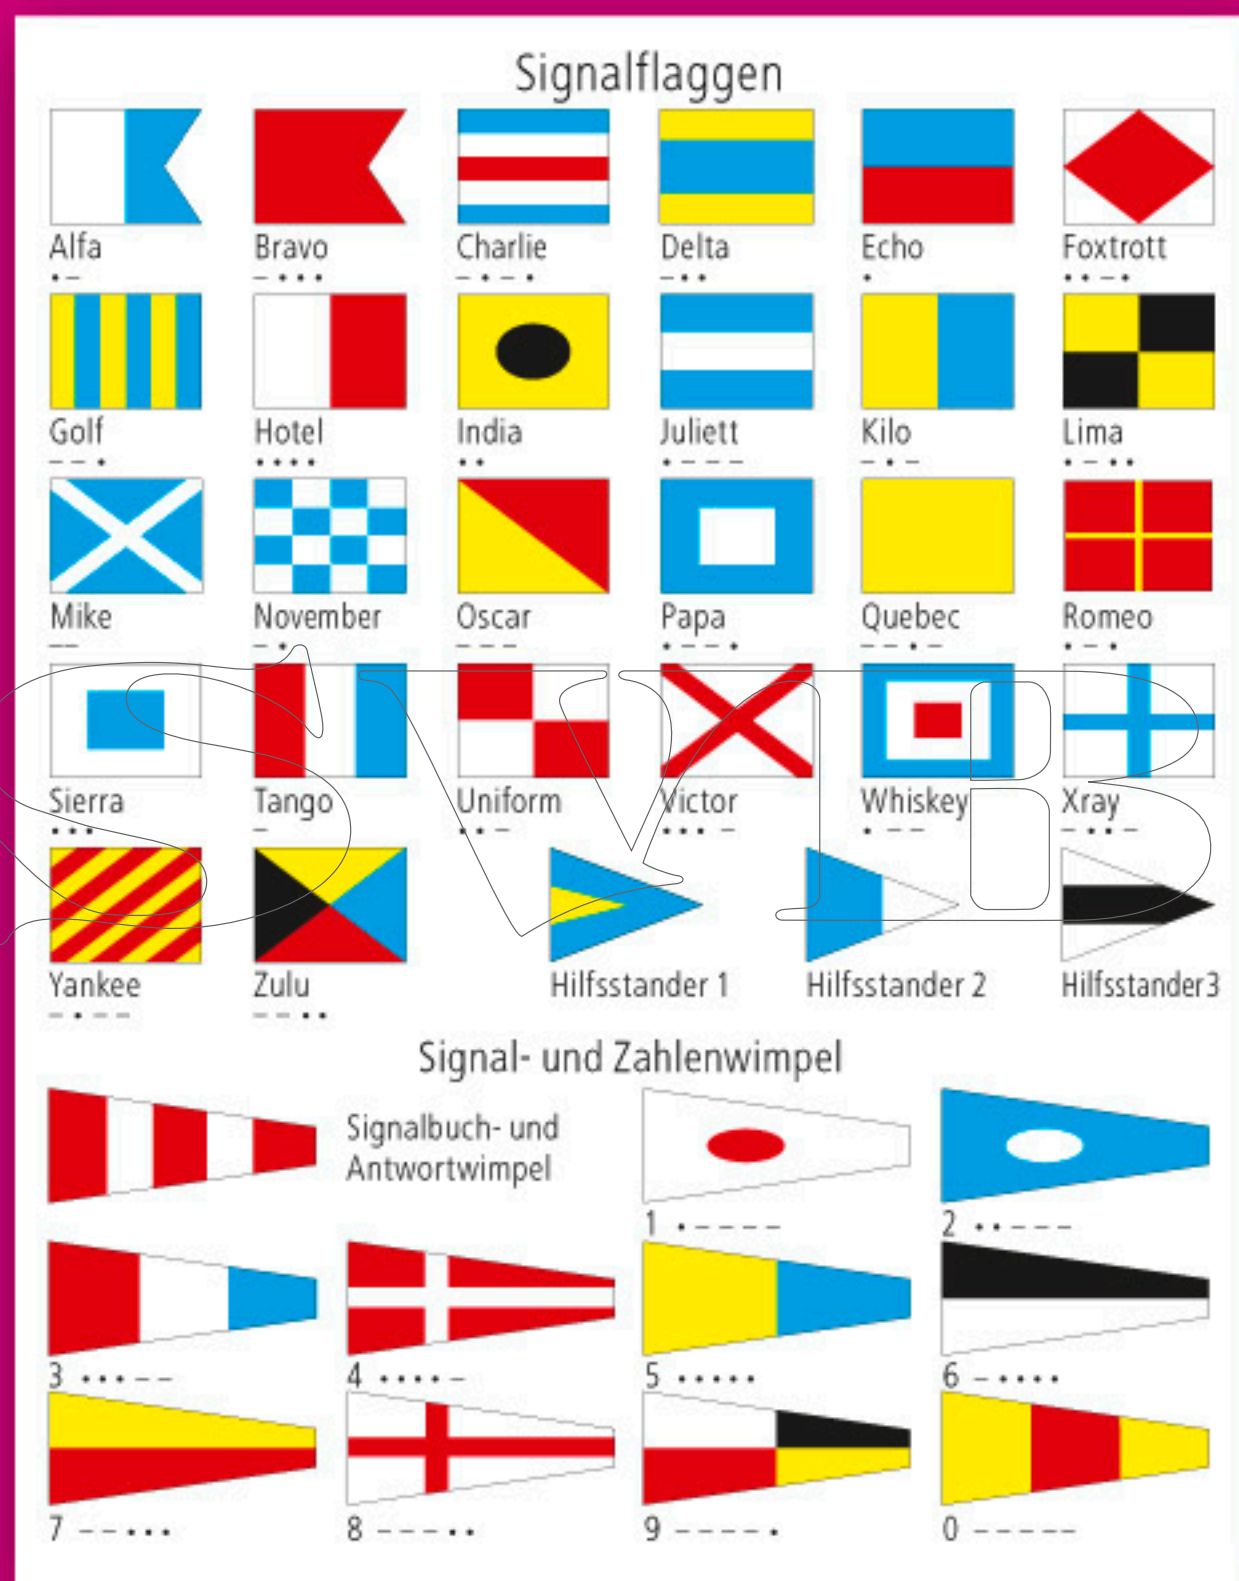 Signalflaggen
Alfa Bravo Charlie Delta Echo Foxtrott
•– –••• –•–• –•• • ••–•
Golf Hotel India Juliett Kilo Lima
––• •••• •• •––– –•– •–••
Mike November Oscar Papa Quebec Romeo
–– –• ––– •––• ––•– •–•
Sierra Tango Uniform Victor Whiskey Xray
••• – ••– •••– •–– –••–
Yankee Zulu Hilfsstander 1 Hilfsstander 2 Hilfsstander3
–•–– ––••
Signal- und Zahlenwimpel
Signalbuch- und
Antwortwimpel
1 •––––– 2 ••–––
3 •••–– 4 ••••– 5 ••••• 6 –••••
7 ––••• 8 ––––•• 9 –––––• 0 –––––
SVB